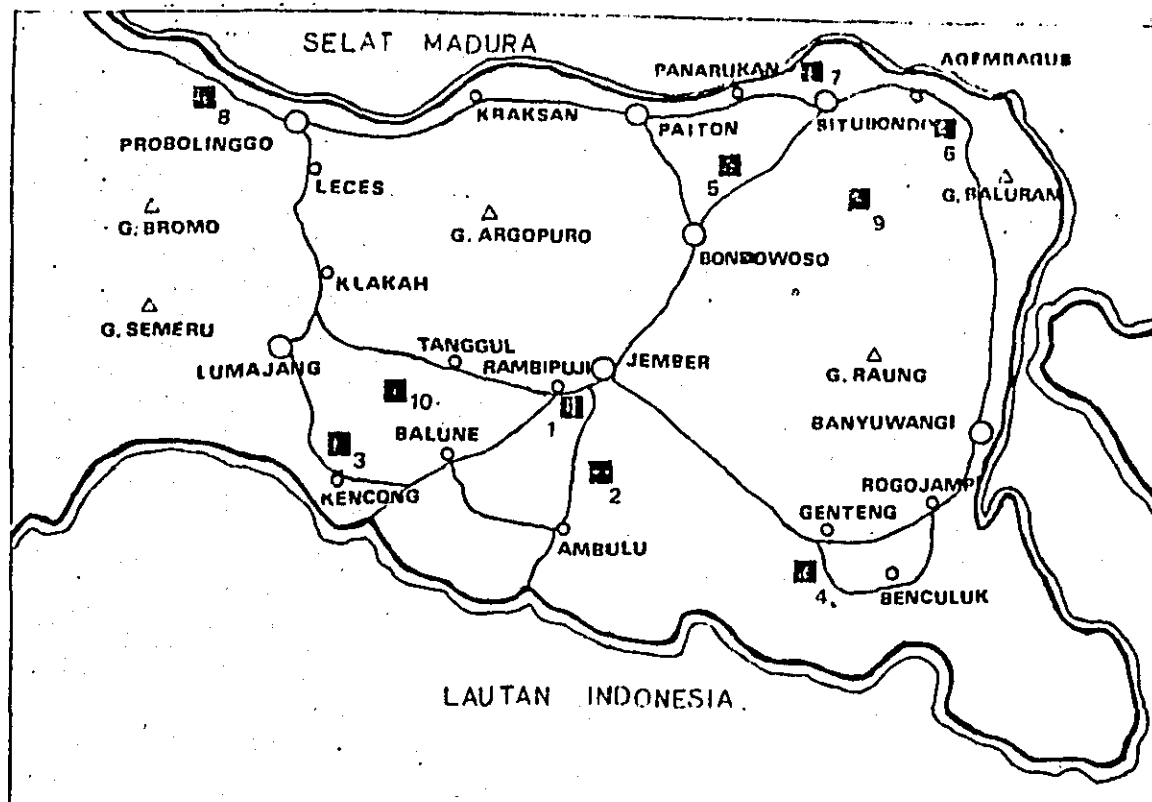 SELAT MADURA
PANARUKAN
7
8
KRAKSAN
PAITON
PROBOLINGGO
6
LECES
5
G. BALURAN
G. BROMO
G. ARGOPURO
9
BONDOWOSO
KLAKAH
G. SEMERU
TANGGUL
LUMAJANG
RAMBIPUJI
JEMBER
G. RAUNG
10.
1
BANYUWANGI
BALUNE
3
2
KENCONG
ROGOJAMPI
GENTENG
AMBULU
4.
BENCULUK
LAUTAN INDONESIA.